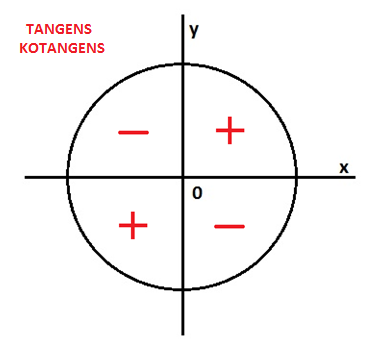 TANGENS
KOTANGENS
y
− +
x
0
+ −